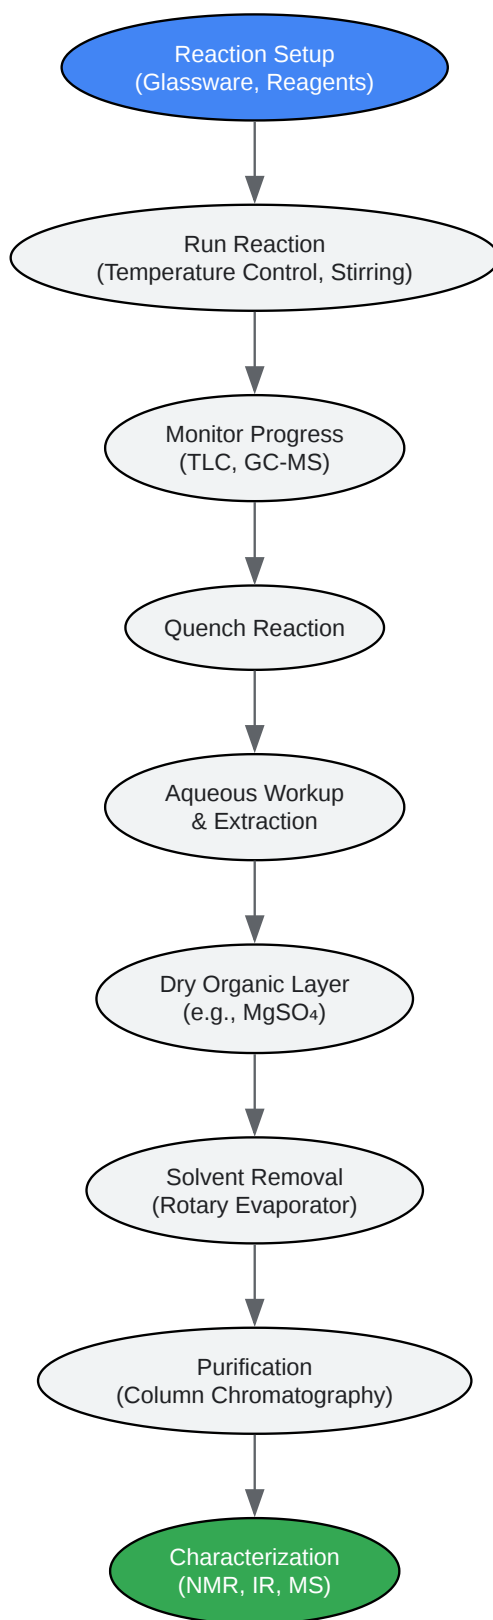 Reaction Setup
(Glassware, Reagents)
Run Reaction
(Temperature Control, Stirring)
Monitor Progress
(TLC, GC-MS)
Quench Reaction
Aqueous Workup
& Extraction
Dry Organic Layer
(e.g., MgSO₄)
Solvent Removal
(Rotary Evaporator)
Purification
(Column Chromatography)
Characterization
(NMR, IR, MS)